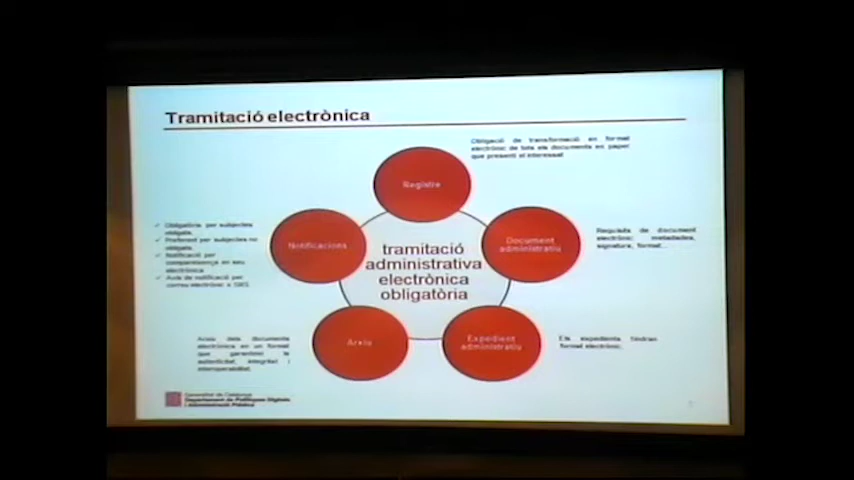 Tramitació electrònica
Obligació de transformació en format
electrònic de tots els documents en paper
que presenti el interessat
Registre
Obligatòria per subjectes
obligats.
Preferent per subjectes no
obligats.
Notificació per
compareixença en seu
electrònica
Avís de notificació per
correu electrònic o SMS.
Notificacions
Document
administratiu
Requisits de document
electrònic: metadades,
signatura, format...
tramitació
administrativa
electrònica
obligatòria
Arxiu dels documents
electrònics en un format
que garanteixi la
autenticitat, integritat i
interoperabilitat.
Arxiu
Expedient
administratiu
Els expedients tindran
format electrònic.
Generalitat de Catalunya
Departament de Polítiques Digitals
i Administració Pública